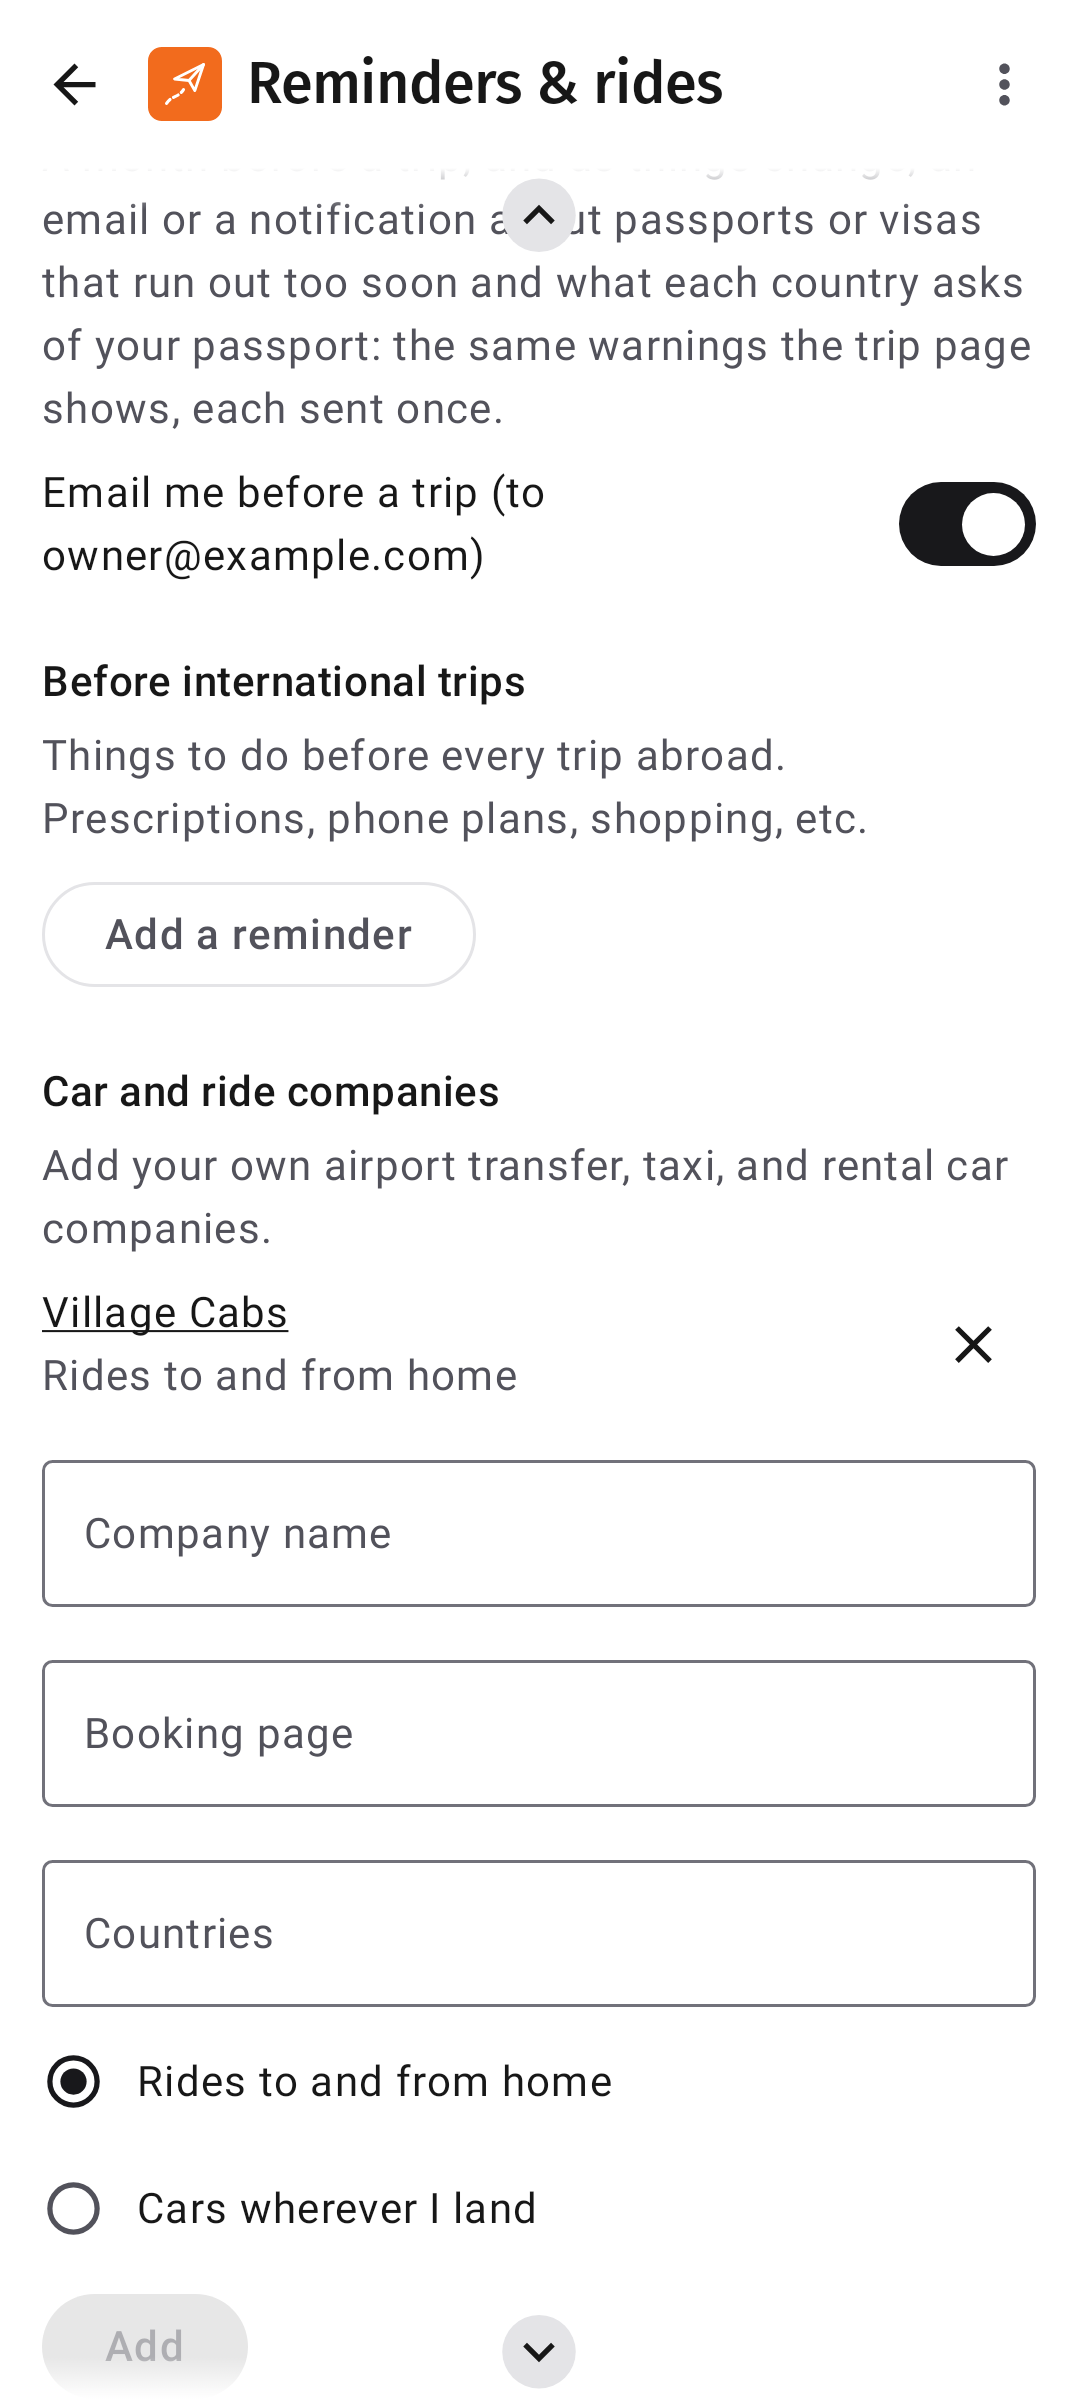 Reminders & rides
email or a notification about passports or visas
that run out too soon and what each country asks
of your passport: the same warnings the trip page
shows, each sent once.
Email me before a trip (to
owner@example.com)
Before international trips
Things to do before every trip abroad.
Prescriptions, phone plans, shopping, etc.
Add a reminder
Car and ride companies
Add your own airport transfer, taxi, and rental car
companies.
Village Cabs
Rides to and from home
Company name
Booking page
Countries
Rides to and from home
Cars wherever I land
Add